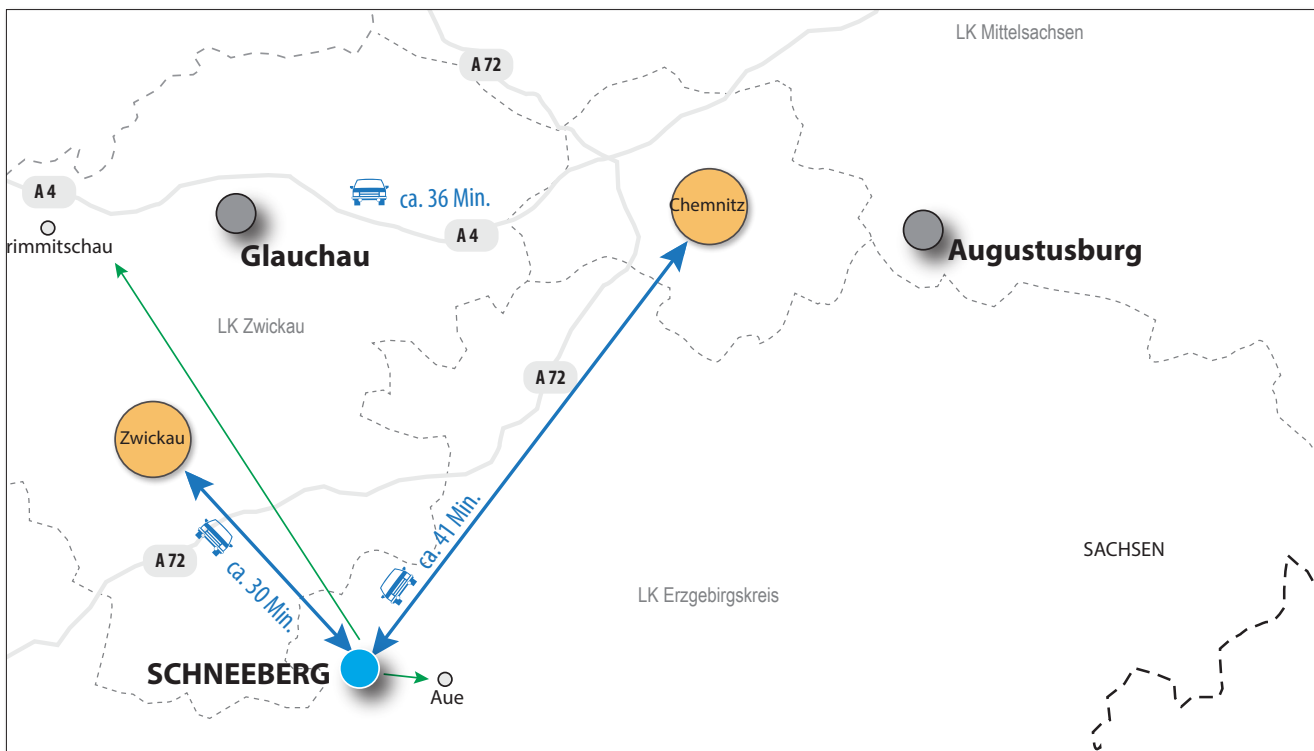 LK Mittelsachsen
A 72
A 4
ca. 36 Min.
Chemnitz
rimmitschau
Glauchau
A 4
Augustusburg
LK Zwickau
A 72
Zwickau
ca. 41 Min.
SACHSEN
A 72
ca. 30 Min.
LK Erzgebirgskreis
SCHNEEBERG
Aue